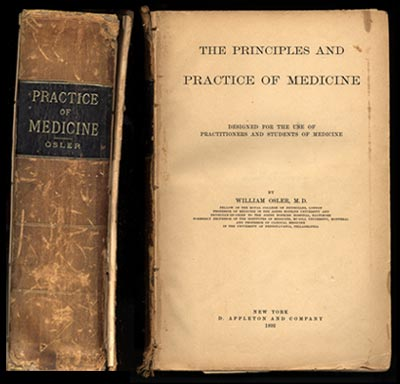 PRACTICE
OF
MEDICINE
OSLER
THE PRINCIPLES AND
PRACTICE OF MEDICINE
DESIGNED FOR THE USE OF
PRACTITIONERS AND STUDENTS OF MEDICINE
BY
WILLIAM OSLER, M.D.
FELLOW OF THE ROYAL COLLEGE OF PHYSICIANS, LONDON
PROFESSOR OF MEDICINE IN THE JOHNS HOPKINS UNIVERSITY AND
PHYSICIAN-IN-CHIEF TO THE JOHNS HOPKINS HOSPITAL, BALTIMORE
FORMERLY PROFESSOR OF THE INSTITUTES OF MEDICINE, MCGILL UNIVERSITY, MONTREAL
AND PROFESSOR OF CLINICAL MEDICINE
IN THE UNIVERSITY OF PENNSYLVANIA, PHILADELPHIA
NEW YORK
D. APPLETON AND COMPANY
1892